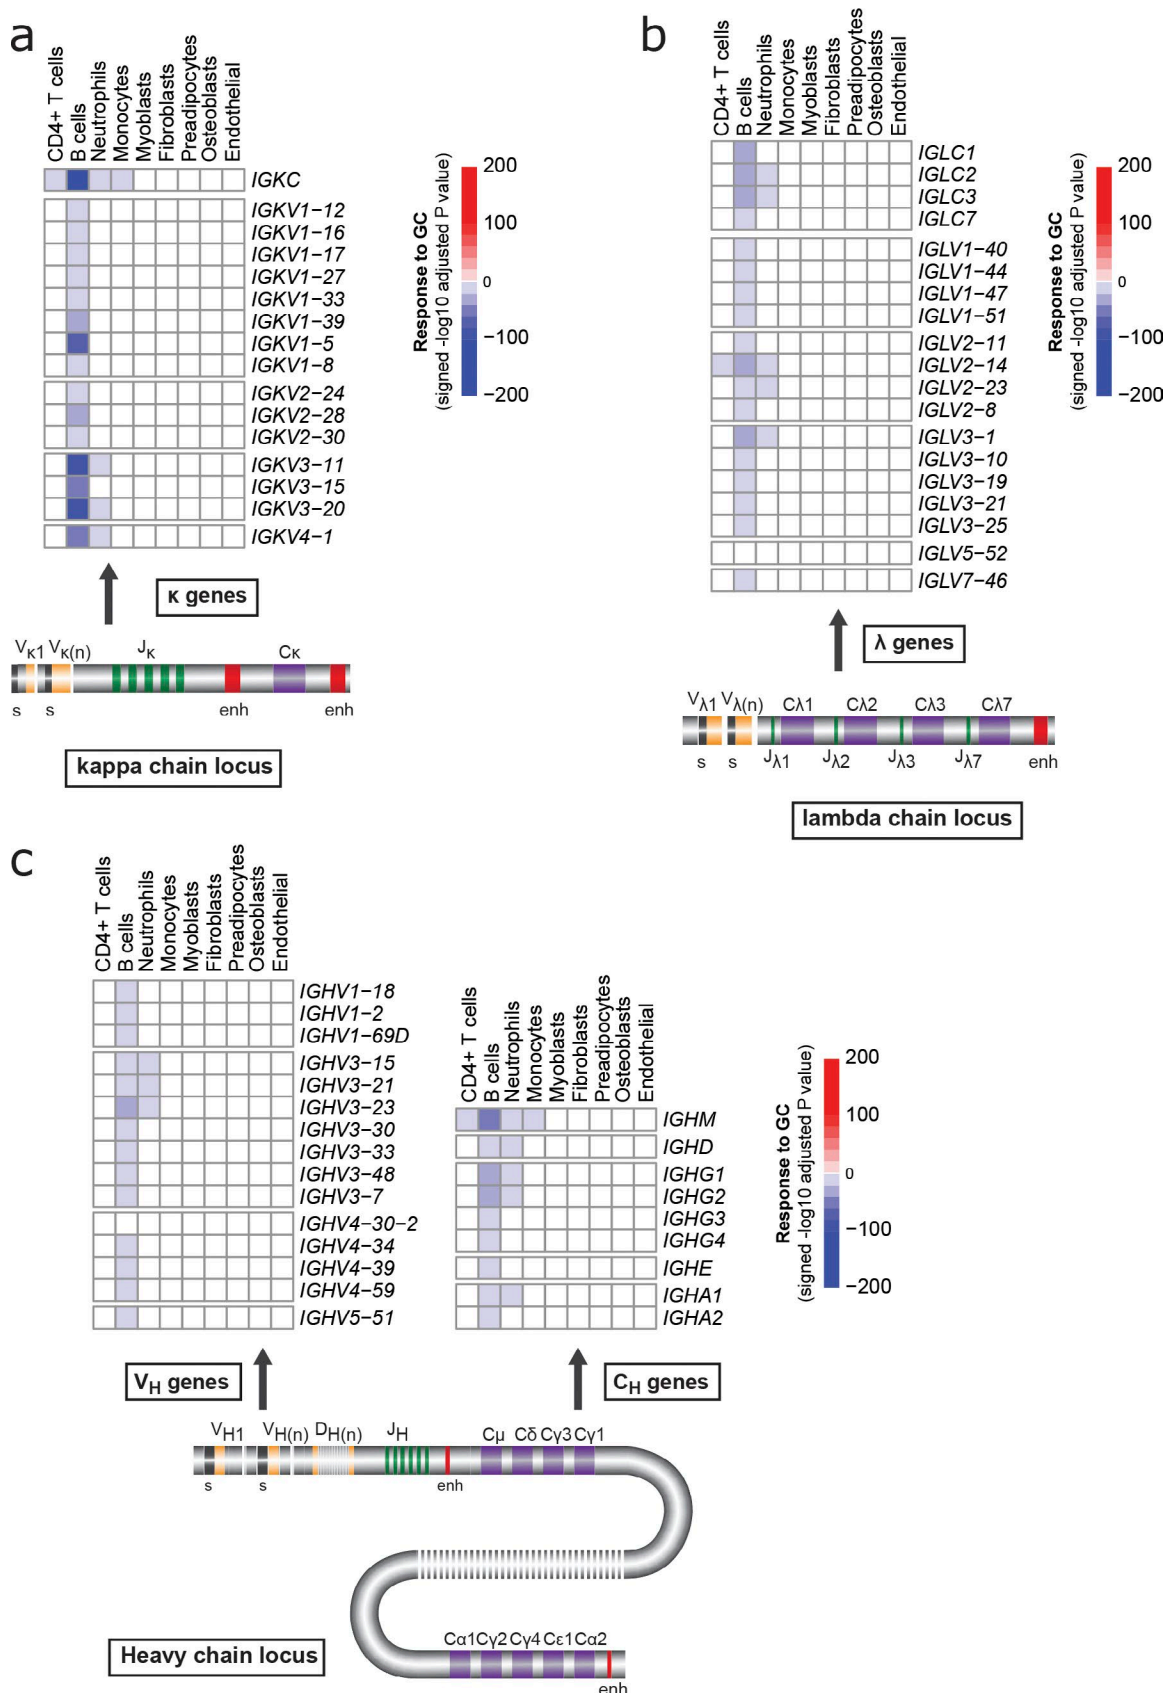 a
CD4+ T cells
B cells
Neutrophils
Monocytes
Myoblasts
Fibroblasts
Preadipocytes
Osteoblasts
Endothelial
IGKC
IGKV1−12
IGKV1−16
IGKV1−17
IGKV1−27
IGKV1−33
IGKV1−39
IGKV1−5
IGKV1−8
IGKV2−24
IGKV2−28
IGKV2−30
IGKV3−11
IGKV3−15
IGKV3−20
IGKV4−1
Response to GC
(signed -log10 adjusted P value)
200
100
0
−100
−200
κ genes
Vκ1
Vκ(n)
Jκ
Cκ
s
s
enh
enh
kappa chain locus
b
CD4+ T cells
B cells
Neutrophils
Monocytes
Myoblasts
Fibroblasts
Preadipocytes
Osteoblasts
Endothelial
IGLC1
IGLC2
IGLC3
IGLC7
IGLV1−40
IGLV1−44
IGLV1−47
IGLV1−51
IGLV2−11
IGLV2−14
IGLV2−23
IGLV2−8
IGLV3−1
IGLV3−10
IGLV3−19
IGLV3−21
IGLV3−25
IGLV5−52
IGLV7−46
Response to GC
(signed -log10 adjusted P value)
200
100
0
−100
−200
λ genes
Vλ1
Vλ(n)
Cλ1
Cλ2
Cλ3
Cλ7
s
s
Jλ1
Jλ2
Jλ3
Jλ7
enh
lambda chain locus
c
CD4+ T cells
B cells
Neutrophils
Monocytes
Myoblasts
Fibroblasts
Preadipocytes
Osteoblasts
Endothelial
IGHV1−18
IGHV1−2
IGHV1−69D
IGHV3−15
IGHV3−21
IGHV3−23
IGHV3−30
IGHV3−33
IGHV3−48
IGHV3−7
IGHV4−30−2
IGHV4−34
IGHV4−39
IGHV4−59
IGHV5−51
VH genes
CD4+ T cells
B cells
Neutrophils
Monocytes
Myoblasts
Fibroblasts
Preadipocytes
Osteoblasts
Endothelial
IGHM
IGHD
IGHG1
IGHG2
IGHG3
IGHG4
IGHE
IGHA1
IGHA2
CH genes
Response to GC
(signed -log10 adjusted P value)
200
100
0
−100
−200
VH1
VH(n)
DH(n)
JH
Cμ
Cδ
Cγ3
Cγ1
s
s
enh
Cα1
Cγ2
Cγ4
Cε1
Cα2
enh
Heavy chain locus